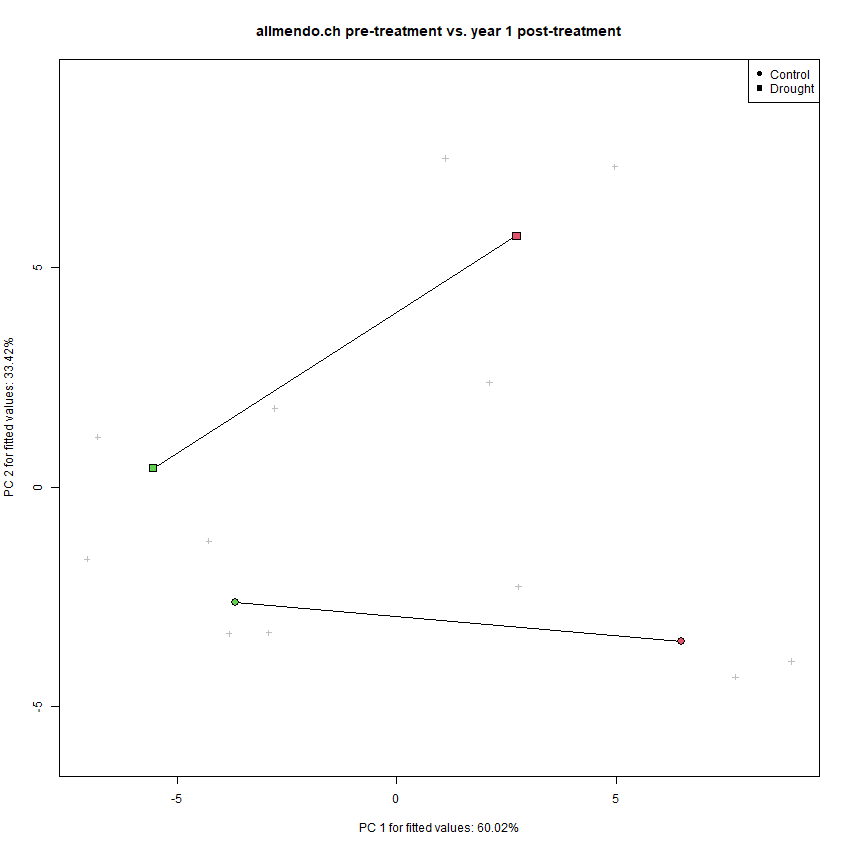 allmendo.ch pre-treatment vs. year 1 post-treatment
Control
Drought
PC 2 for fitted values: 33.42%
5
0
-5
-5
0
5
PC 1 for fitted values: 60.02%